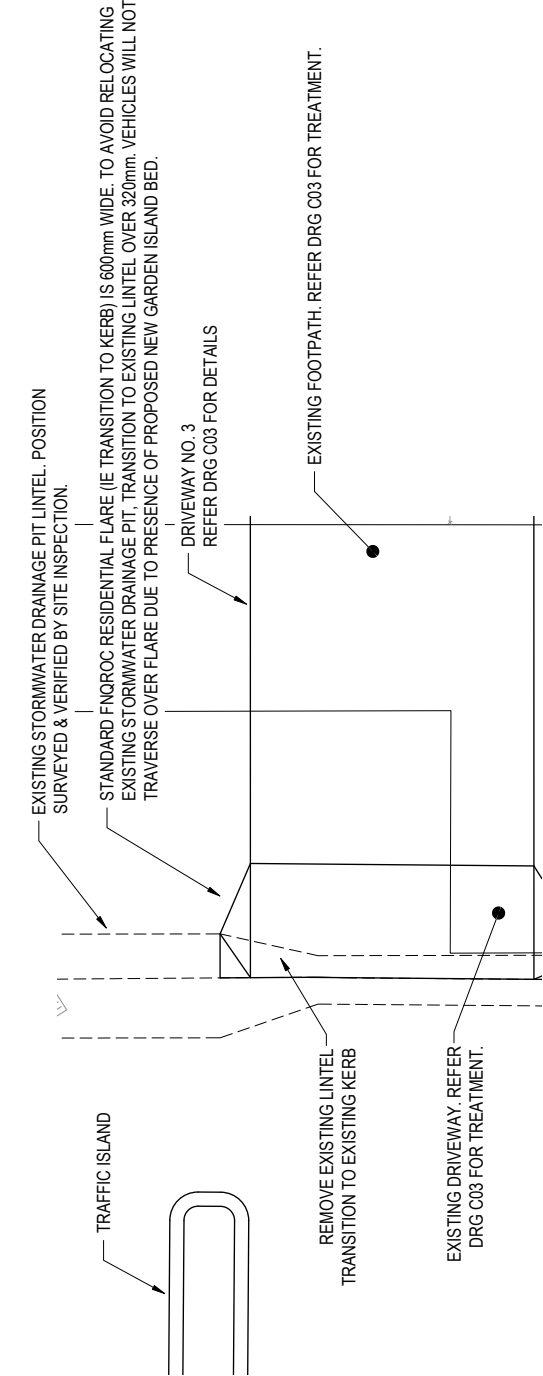 EXISTING STORMWATER DRAINAGE PIT LINTEL. POSITION
SURVEYED & VERIFIED BY SITE INSPECTION.
STANDARD FNQROC RESIDENTIAL FLARE (IE TRANSITION TO KERB) IS 600mm WIDE. TO AVOID RELOCATING
EXISTING STORMWATER DRAINAGE PIT, TRANSITION TO EXISTING LINTEL OVER 320mm. VEHICLES WILL NOT
TRAVERSE OVER FLARE DUE TO PRESENCE OF PROPOSED NEW GARDEN ISLAND BED.
DRIVEWAY NO. 3
REFER DRG C03 FOR DETAILS
EXISTING FOOTPATH. REFER DRG C03 FOR TREATMENT.
TRAFFIC ISLAND
REMOVE EXISTING LINTEL
TRANSITION TO EXISTING KERB
EXISTING DRIVEWAY. REFER
DRG C03 FOR TREATMENT.